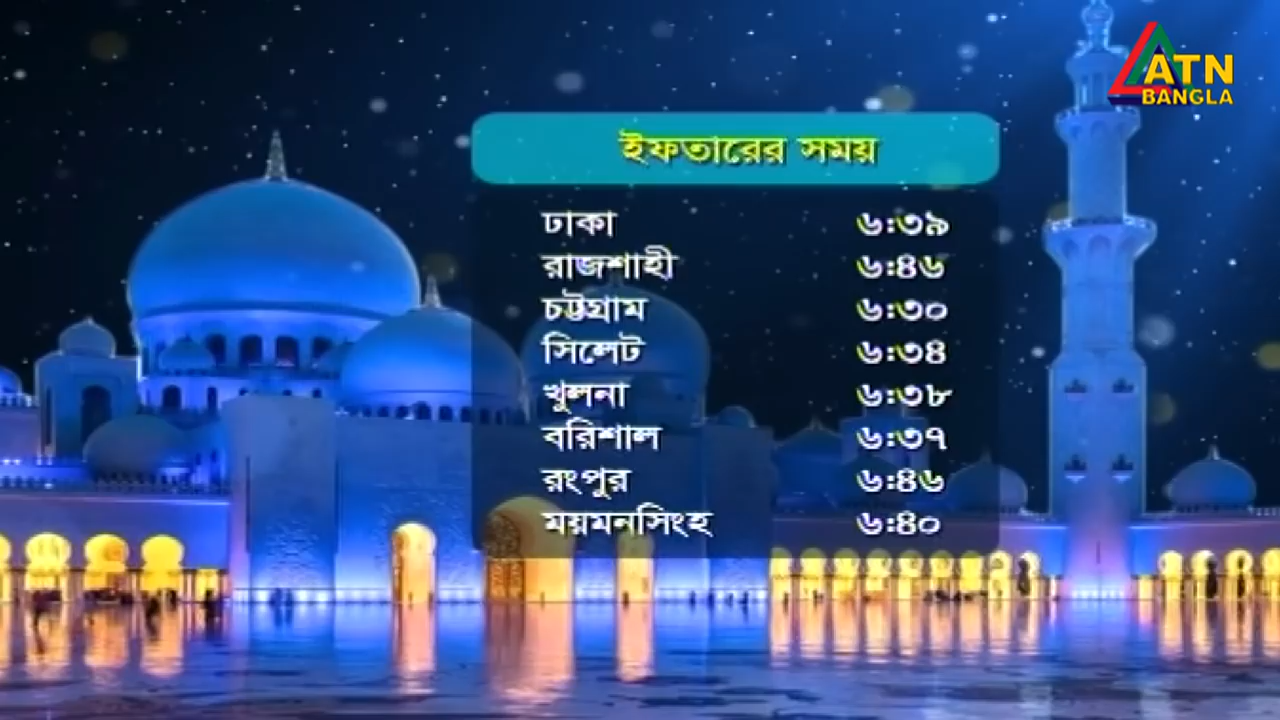 ATN
BANGLA
ইফতারের সময়
ঢাকা ৬:৩৯
রাজশাহী ৬:৪৬
চট্টগ্রাম ৬:৩০
সিলেট ৬:৩৪
খুলনা ৬:৩৮
বরিশাল ৬:৩৭
রংপুর ৬:৪৬
ময়মনসিংহ ৬:৪০